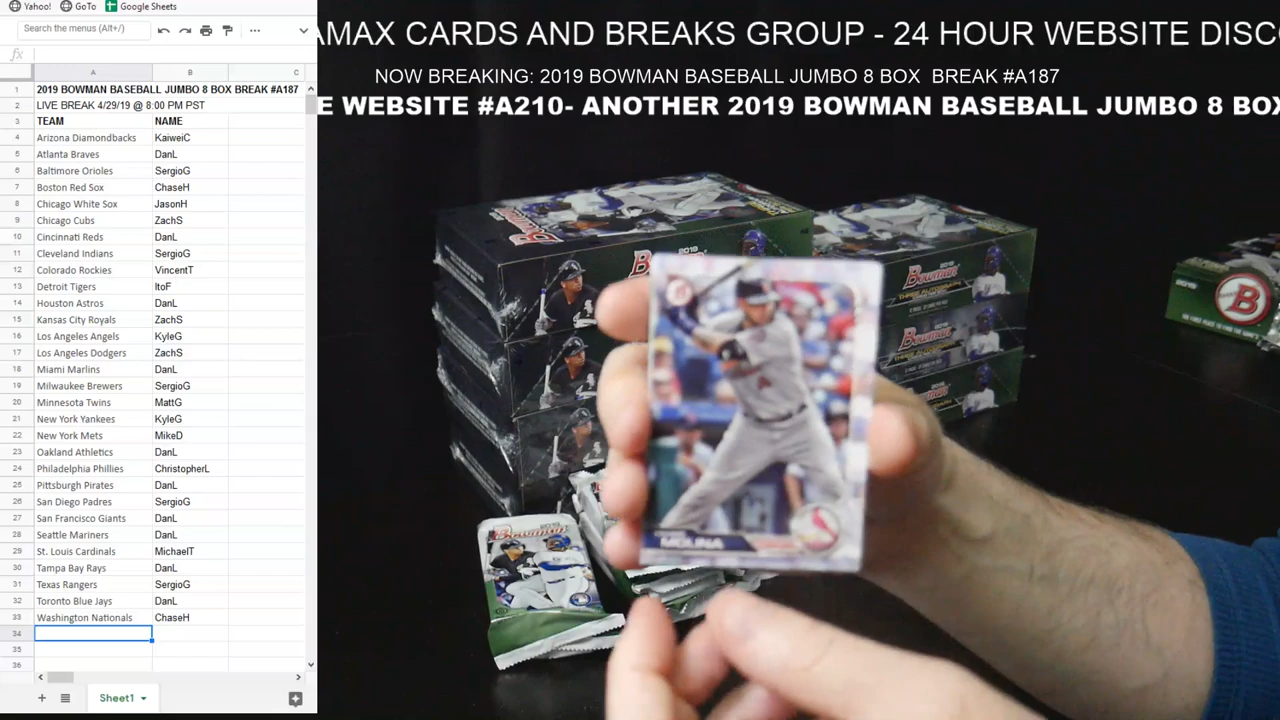 Yahoo! GoTo Google Sheets
Search the menus (Alt+/)
fx
A B C
1 2019 BOWMAN BASEBALL JUMBO 8 BOX BREAK #A187
2 LIVE BREAK 4/29/19 @ 8:00 PM PST
3 TEAM NAME
4 Arizona Diamondbacks KaiweiC
5 Atlanta Braves DanL
6 Baltimore Orioles SergioG
7 Boston Red Sox ChaseH
8 Chicago White Sox JasonH
9 Chicago Cubs ZachS
10 Cincinnati Reds DanL
11 Cleveland Indians SergioG
12 Colorado Rockies VincentT
13 Detroit Tigers ItoF
14 Houston Astros DanL
15 Kansas City Royals ZachS
16 Los Angeles Angels KyleG
17 Los Angeles Dodgers ZachS
18 Miami Marlins DanL
19 Milwaukee Brewers SergioG
20 Minnesota Twins MattG
21 New York Yankees KyleG
22 New York Mets MikeD
23 Oakland Athletics DanL
24 Philadelphia Phillies ChristopherL
25 Pittsburgh Pirates DanL
26 San Diego Padres SergioG
27 San Francisco Giants DanL
28 Seattle Mariners DanL
29 St. Louis Cardinals MichaelT
30 Tampa Bay Rays DanL
31 Texas Rangers SergioG
32 Toronto Blue Jays DanL
33 Washington Nationals ChaseH
34
35
36
Sheet1
AMAX CARDS AND BREAKS GROUP - 24 HOUR WEBSITE DISC
NOW BREAKING: 2019 BOWMAN BASEBALL JUMBO 8 BOX BREAK #A187
E WEBSITE #A210- ANOTHER 2019 BOWMAN BASEBALL JUMBO 8 BOX
Bowman
2019
Bowman
Bowman
Bowman
B
MOLINA
Bowman